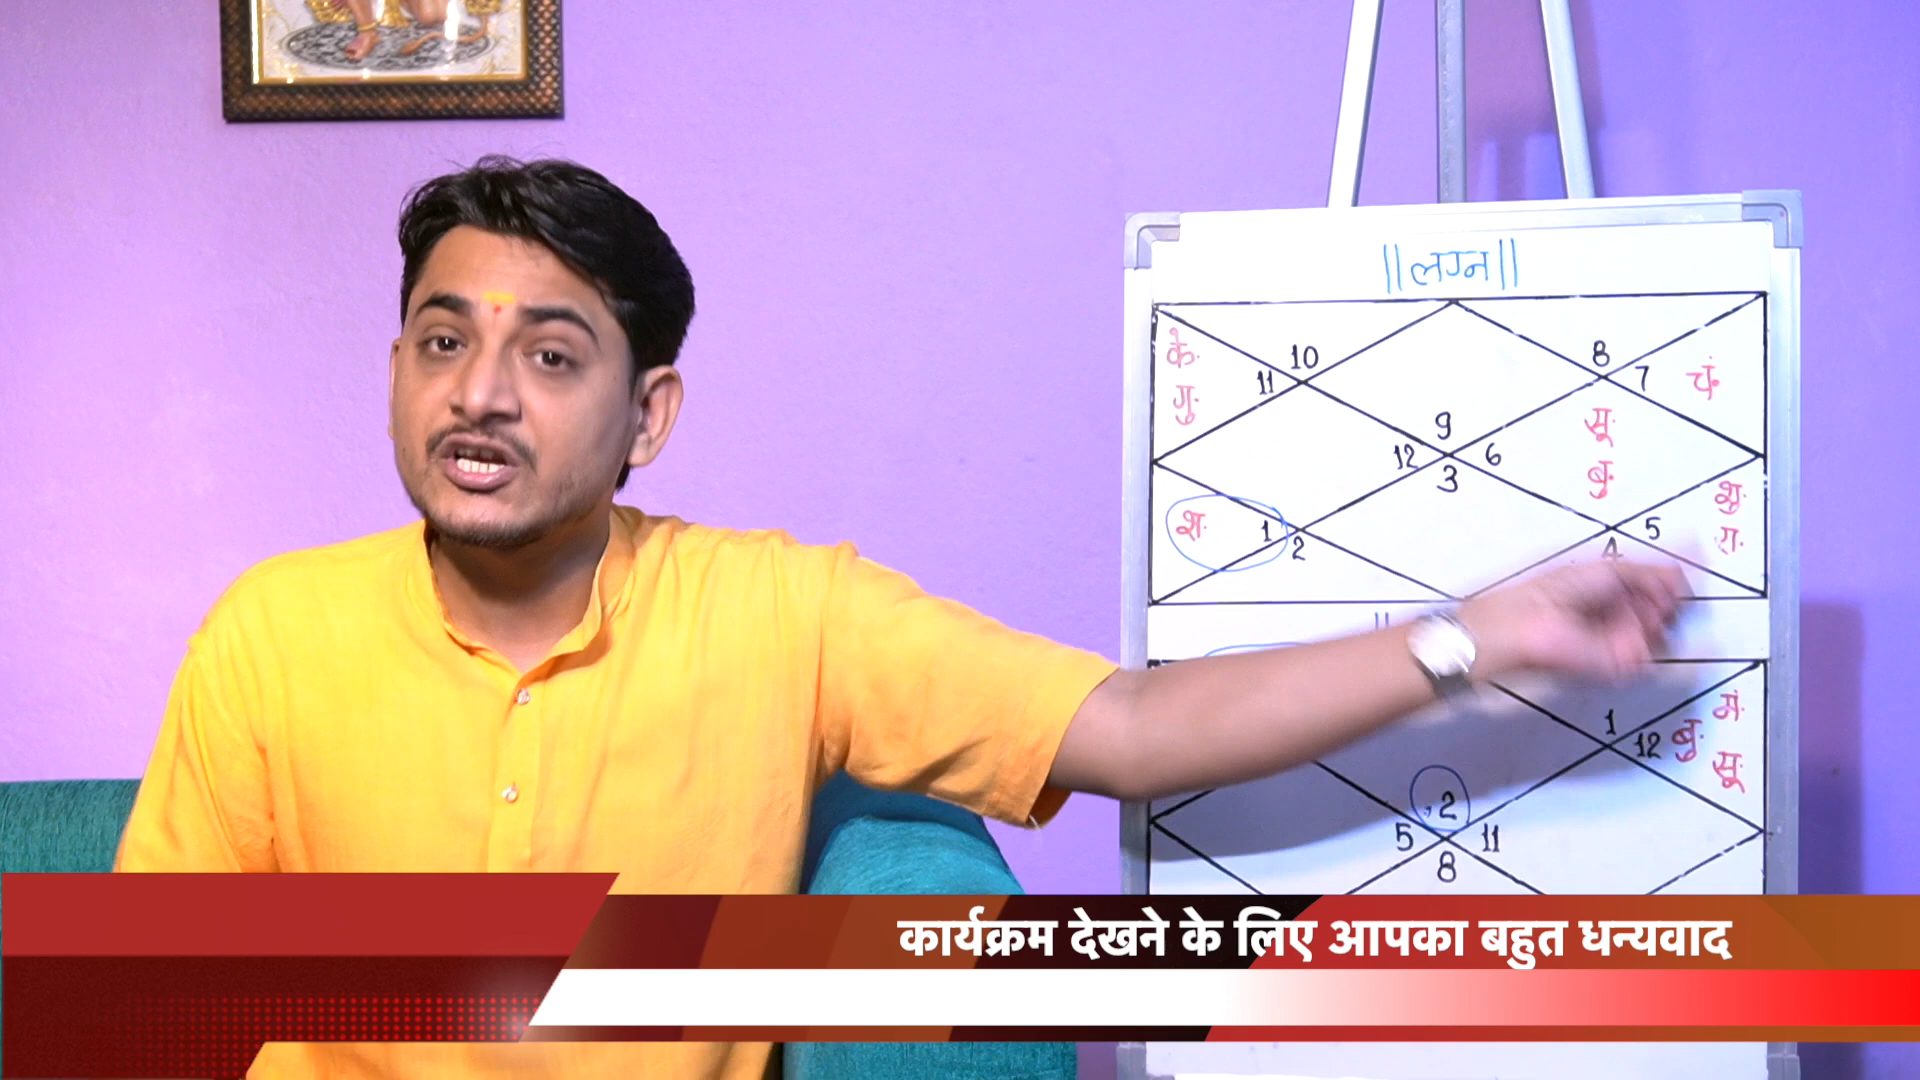 ||लग्न||
के. 10 8 चं.
11 7
गु. सू.
9
12 6
3 बु. शु.
श. 1 5 रा.
2 4
||
1 मं.
12 बु. सू.
2
5 11
8
कार्यक्रम देखने के लिए आपका बहुत धन्यवाद